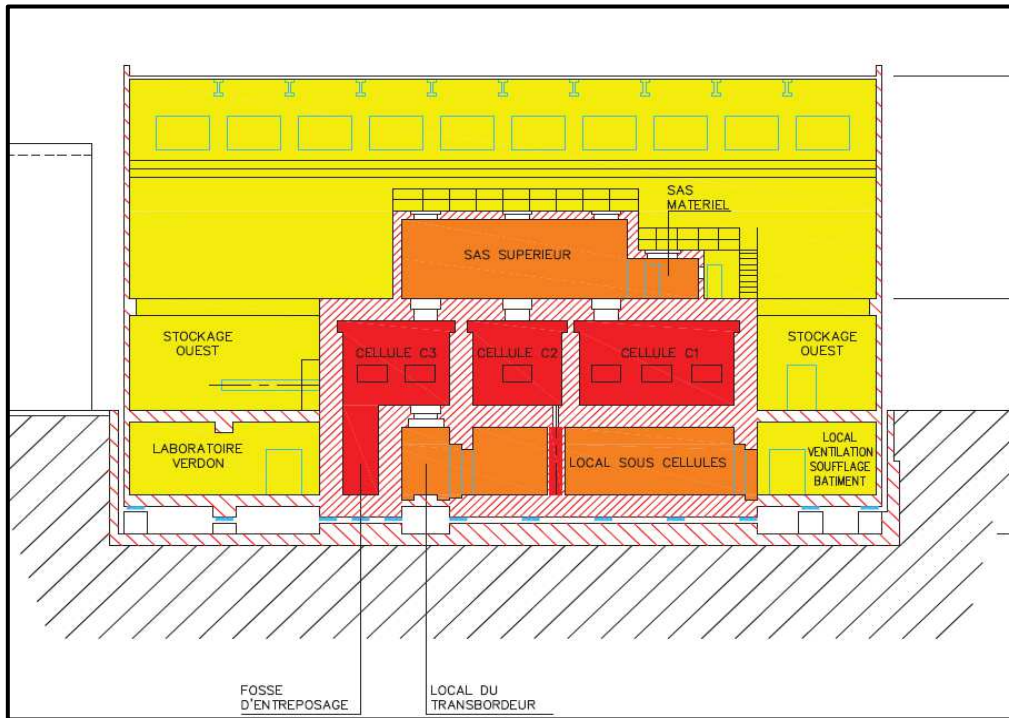 SAS
MATERIEL
SAS SUPERIEUR
STOCKAGE
OUEST
CELLULE C3
CELLULE C2
CELLULE C1
STOCKAGE
OUEST
LABORATOIRE
VERDON
LOCAL SOUS CELLULES
LOCAL
VENTILATION
SOUFFLAGE
BATIMENT
FOSSE
D'ENTREPOSAGE
LOCAL DU
TRANSBORDEUR